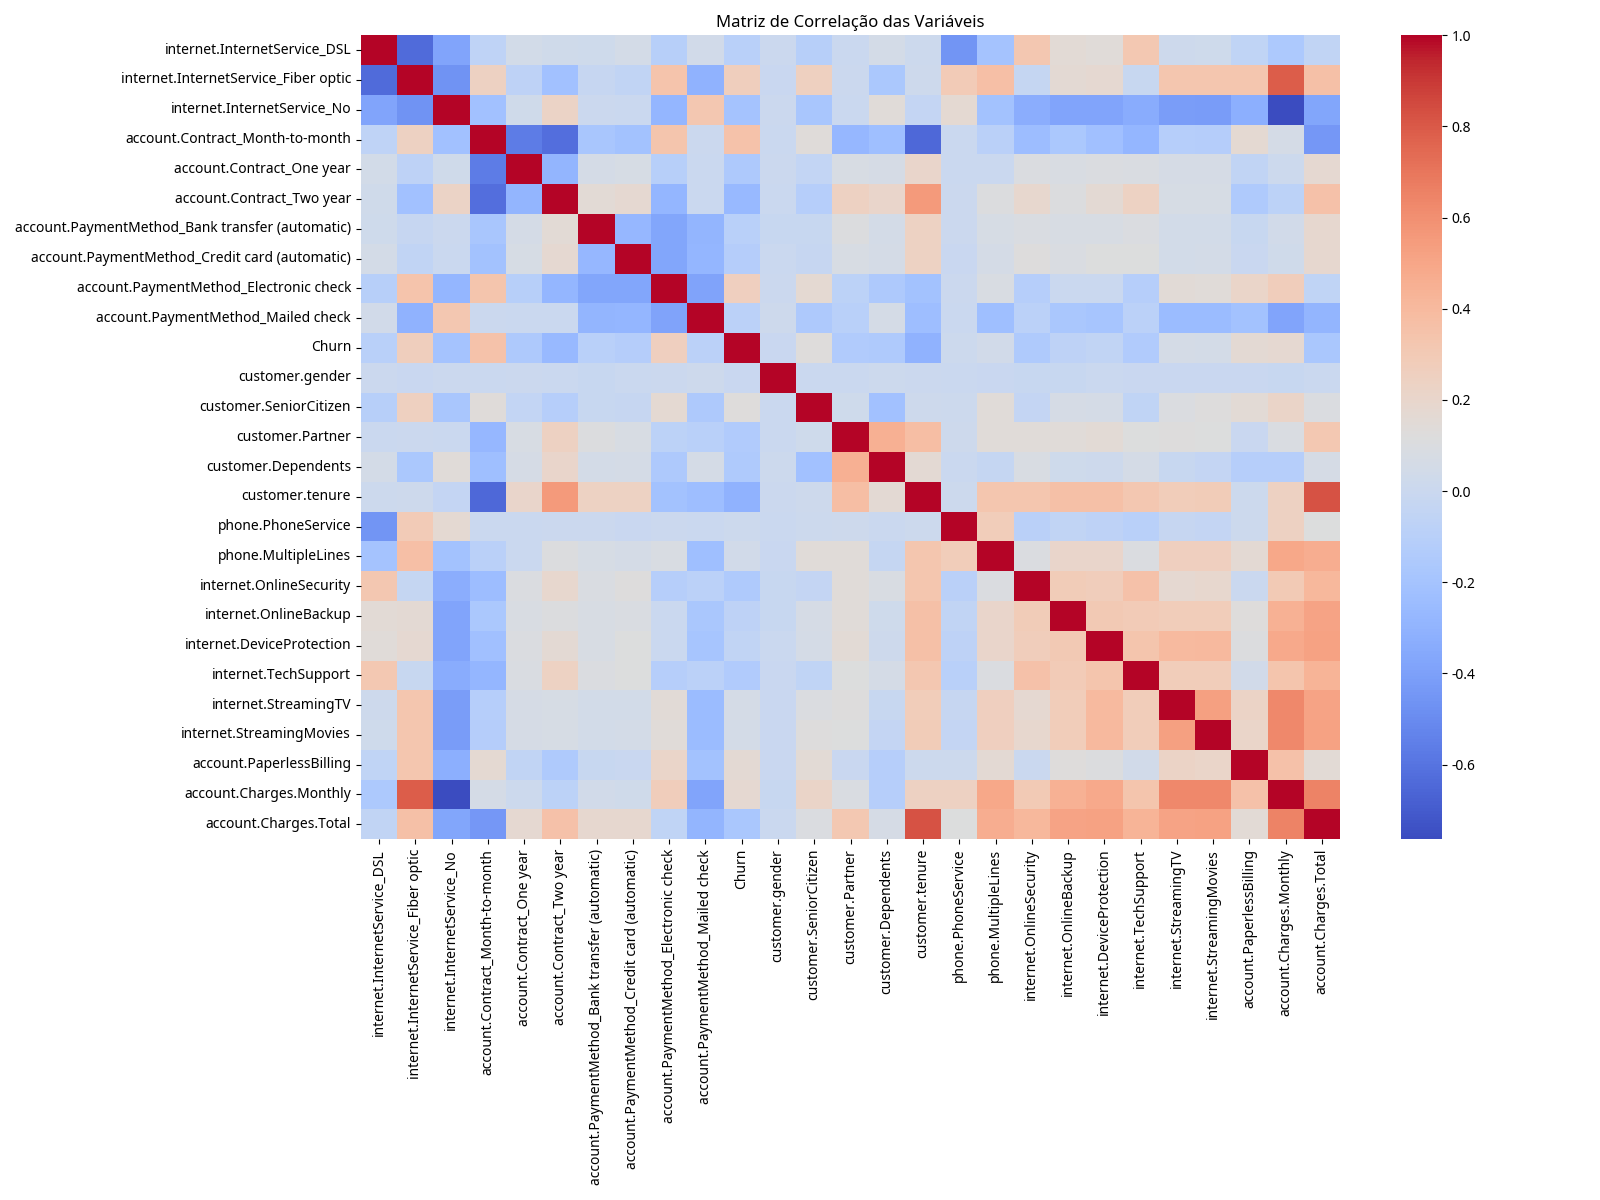 Matriz de Correlação das Variáveis
internet.InternetService_DSL
internet.InternetService_Fiber optic
internet.InternetService_No
account.Contract_Month-to-month
account.Contract_One year
account.Contract_Two year
account.PaymentMethod_Bank transfer (automatic)
account.PaymentMethod_Credit card (automatic)
account.PaymentMethod_Electronic check
account.PaymentMethod_Mailed check
Churn
customer.gender
customer.SeniorCitizen
customer.Partner
customer.Dependents
customer.tenure
phone.PhoneService
phone.MultipleLines
internet.OnlineSecurity
internet.OnlineBackup
internet.DeviceProtection
internet.TechSupport
internet.StreamingTV
internet.StreamingMovies
account.PaperlessBilling
account.Charges.Monthly
account.Charges.Total
internet.InternetService_DSL
internet.InternetService_Fiber optic
internet.InternetService_No
account.Contract_Month-to-month
account.Contract_One year
account.Contract_Two year
account.PaymentMethod_Bank transfer (automatic)
account.PaymentMethod_Credit card (automatic)
account.PaymentMethod_Electronic check
account.PaymentMethod_Mailed check
Churn
customer.gender
customer.SeniorCitizen
customer.Partner
customer.Dependents
customer.tenure
phone.PhoneService
phone.MultipleLines
internet.OnlineSecurity
internet.OnlineBackup
internet.DeviceProtection
internet.TechSupport
internet.StreamingTV
internet.StreamingMovies
account.PaperlessBilling
account.Charges.Monthly
account.Charges.Total
1.0
0.8
0.6
0.4
0.2
0.0
-0.2
-0.4
-0.6